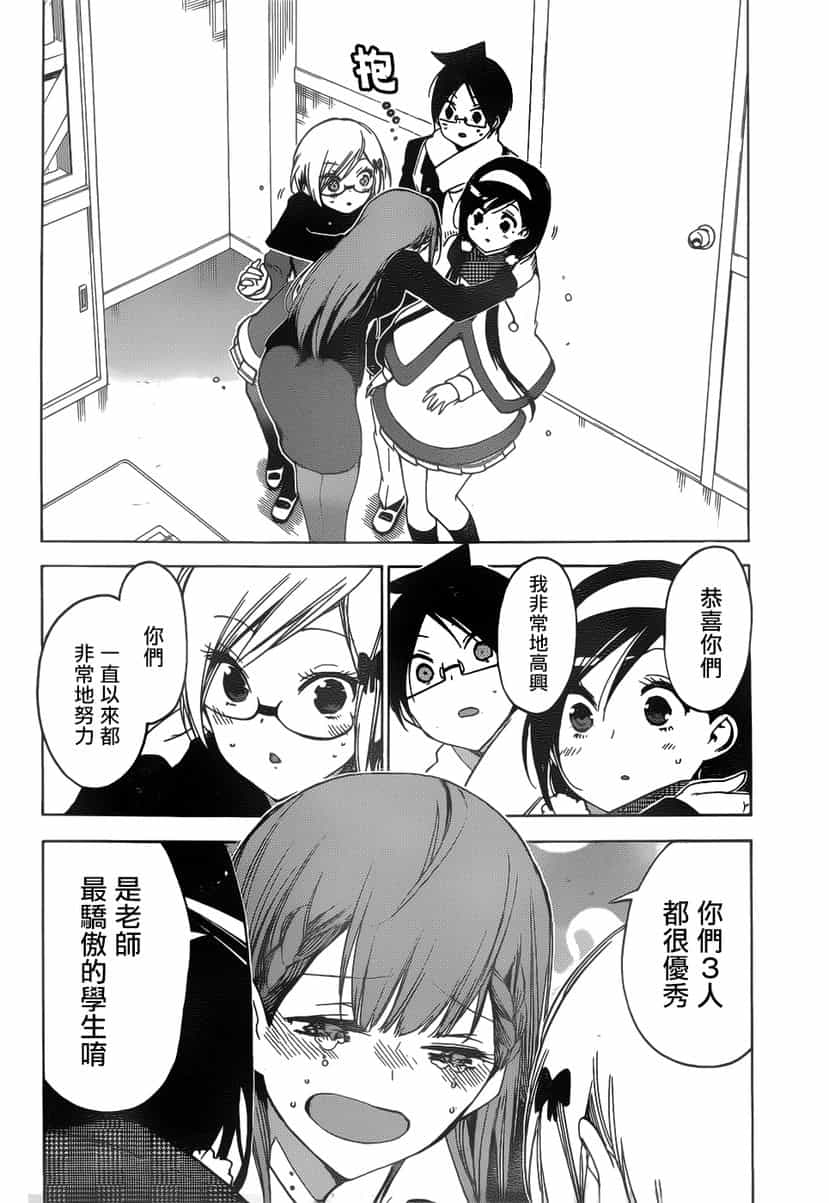 抱
恭喜你們
我非常地高興
你們
一直以來都
非常地努力
你們３人
都很優秀
是老師
最驕傲的學生唷